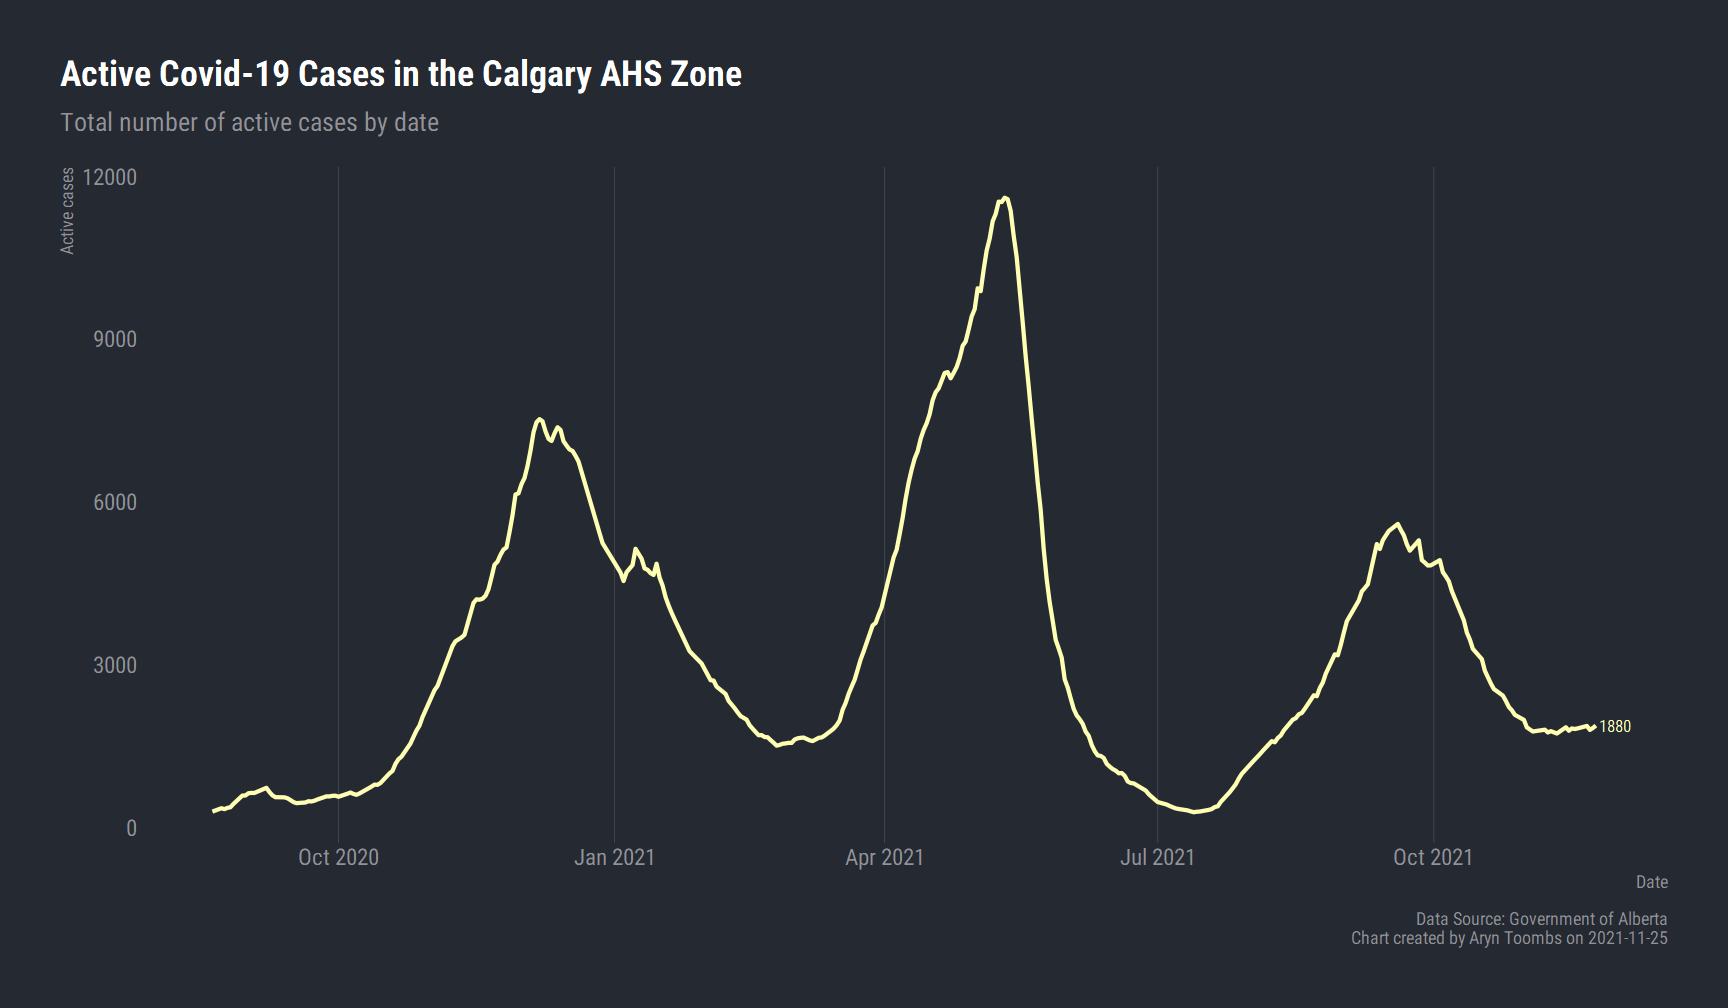 Active Covid-19 Cases in the Calgary AHS Zone
Total number of active cases by date
Active cases
12000
9000
6000
3000
0
1880
Oct 2020
Jan 2021
Apr 2021
Jul 2021
Oct 2021
Date
Data Source: Government of Alberta
Chart created by Aryn Toombs on 2021-11-25